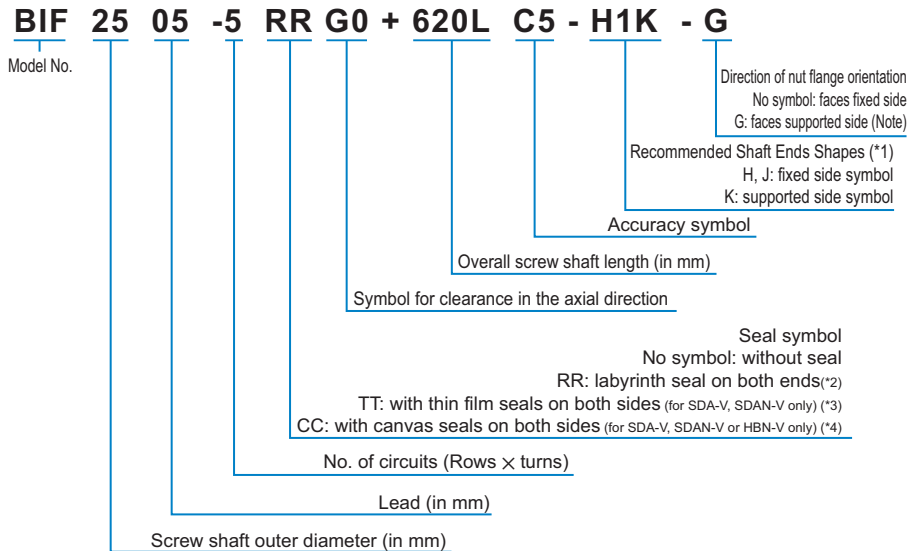 BIF 25 05 -5 RR G0 + 620L C5 - H1K - G
Model No.
Direction of nut flange orientation
No symbol: faces fixed side
G: faces supported side (Note)
Recommended Shaft Ends Shapes (*1)
H, J: fixed side symbol
K: supported side symbol
Accuracy symbol
Overall screw shaft length (in mm)
Symbol for clearance in the axial direction
Seal symbol
No symbol: without seal
RR: labyrinth seal on both ends(*2)
TT: with thin film seals on both sides (for SDA-V, SDAN-V only) (*3)
CC: with canvas seals on both sides (for SDA-V, SDAN-V or HBN-V only) (*4)
No. of circuits (Rows × turns)
Lead (in mm)
Screw shaft outer diameter (in mm)